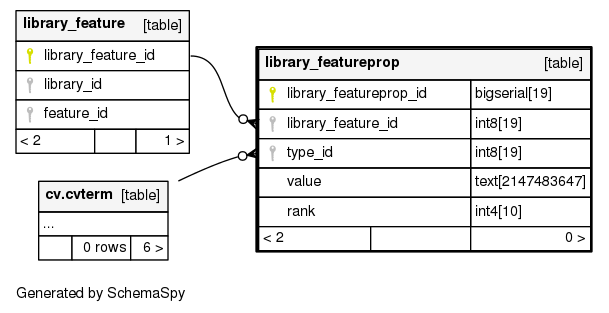 library_feature [table]
library_feature_id
library_id
feature_id
< 2 1 >
library_featureprop [table]
library_featureprop_id bigserial[19]
library_feature_id int8[19]
type_id int8[19]
value text[2147483647]
rank int4[10]
< 2 0 >
cv.cvterm [table]
...
0 rows 6 >
Generated by SchemaSpy